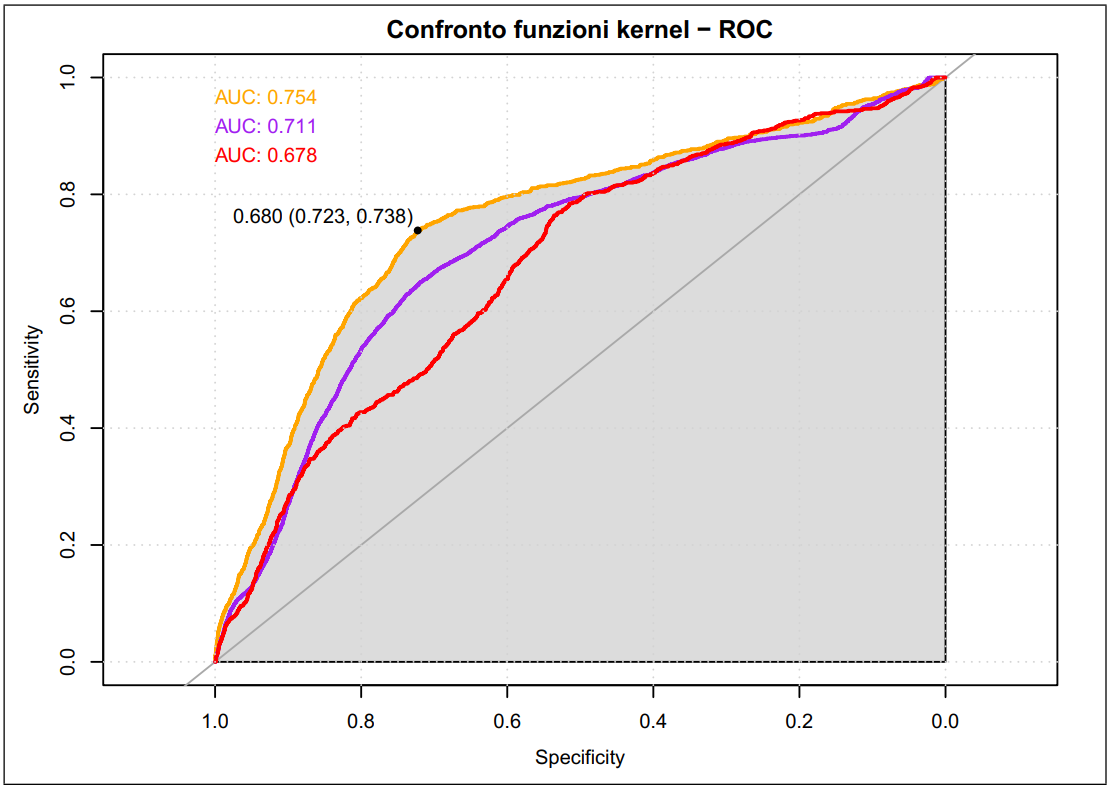 Confronto funzioni kernel − ROC
AUC: 0.754
AUC: 0.711
AUC: 0.678
0.680 (0.723, 0.738)
Sensitivity
1.0
0.8
0.6
0.4
0.2
0.0
1.0 0.8 0.6 0.4 0.2 0.0
Specificity